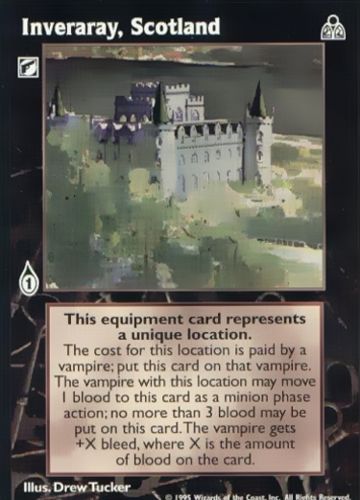 Inveraray, Scotland
1
This equipment card represents
a unique location.
The cost for this location is paid by a
vampire; put this card on that vampire.
The vampire with this location may move
1 blood to this card as a minion phase
action; no more than 3 blood may be
put on this card. The vampire gets
+X bleed, where X is the amount
of blood on the card.
Illus. Drew Tucker
© 1995 Wizards of the Coast, Inc. All Rights Reserved.